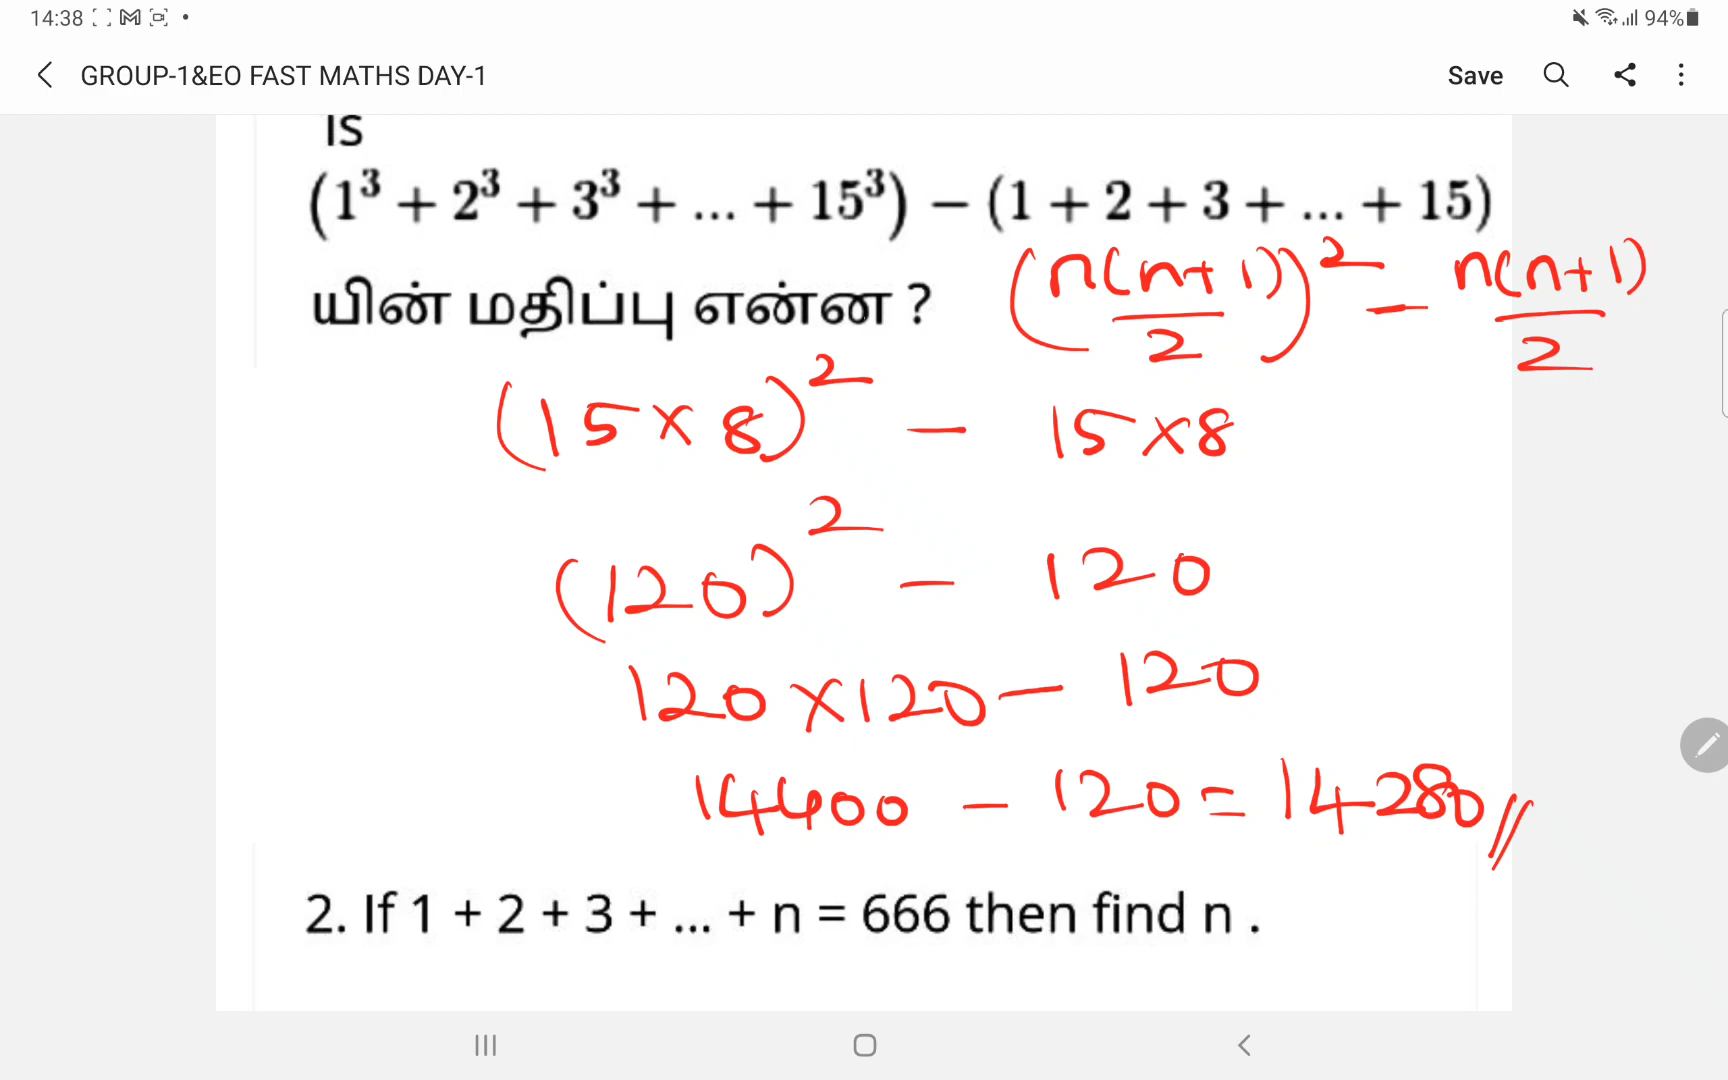 14:38 94%
GROUP-1&EO FAST MATHS DAY-1 Save
is
(1³ + 2³ + 3³ + ... + 15³) − (1 + 2 + 3 + ... + 15)
யின் மதிப்பு என்ன ?
(n(n+1)/2)² − n(n+1)/2
(15×8)² − 15×8
(120)² − 120
120×120 − 120
14400 − 120 = 14280//
2. If 1 + 2 + 3 + ... + n = 666 then find n .